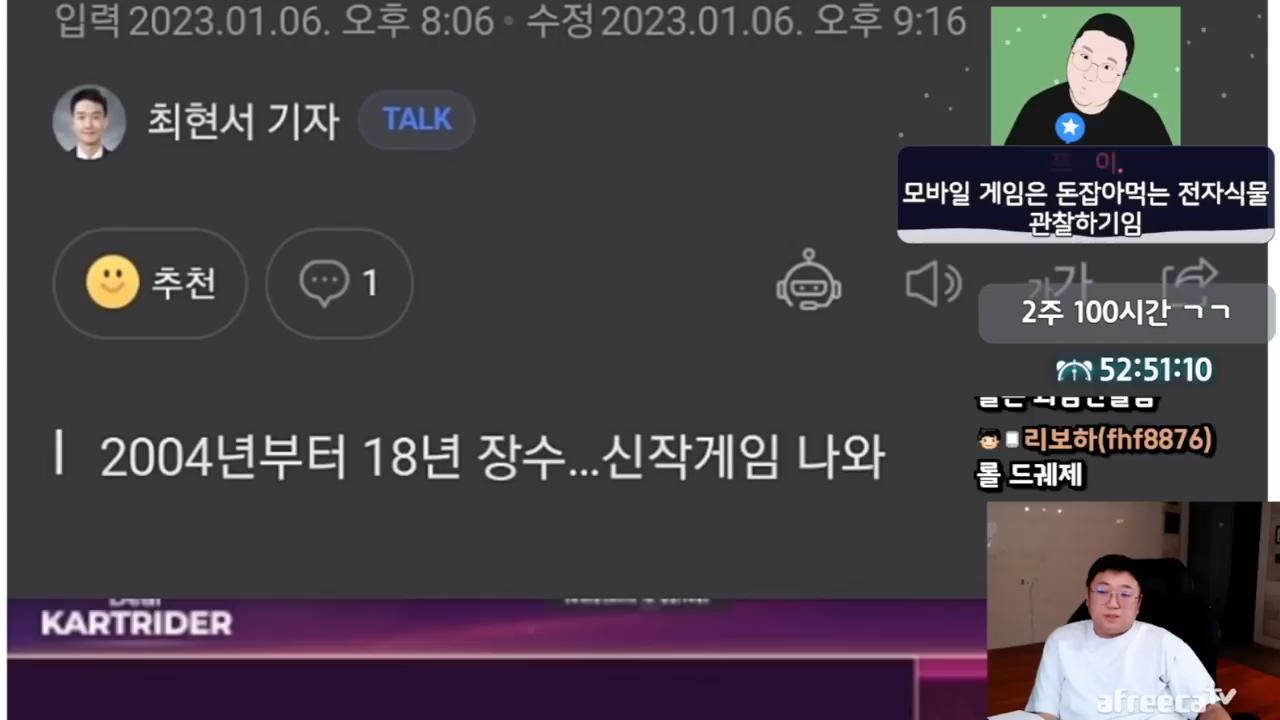 입력 2023.01.06. 오후 8:06 · 수정 2023.01.06. 오후 9:16
최현서 기자 TALK
추천
1
가가
2004년부터 18년 장수...신작게임 나와
Dear
KARTRIDER
이.
모바일 게임은 돈잡아먹는 전자식물
관찰하기임
2주 100시간 ㄱㄱ
52:51:10
리보하(fhf8876)
롤 드궤제
afreecaTV